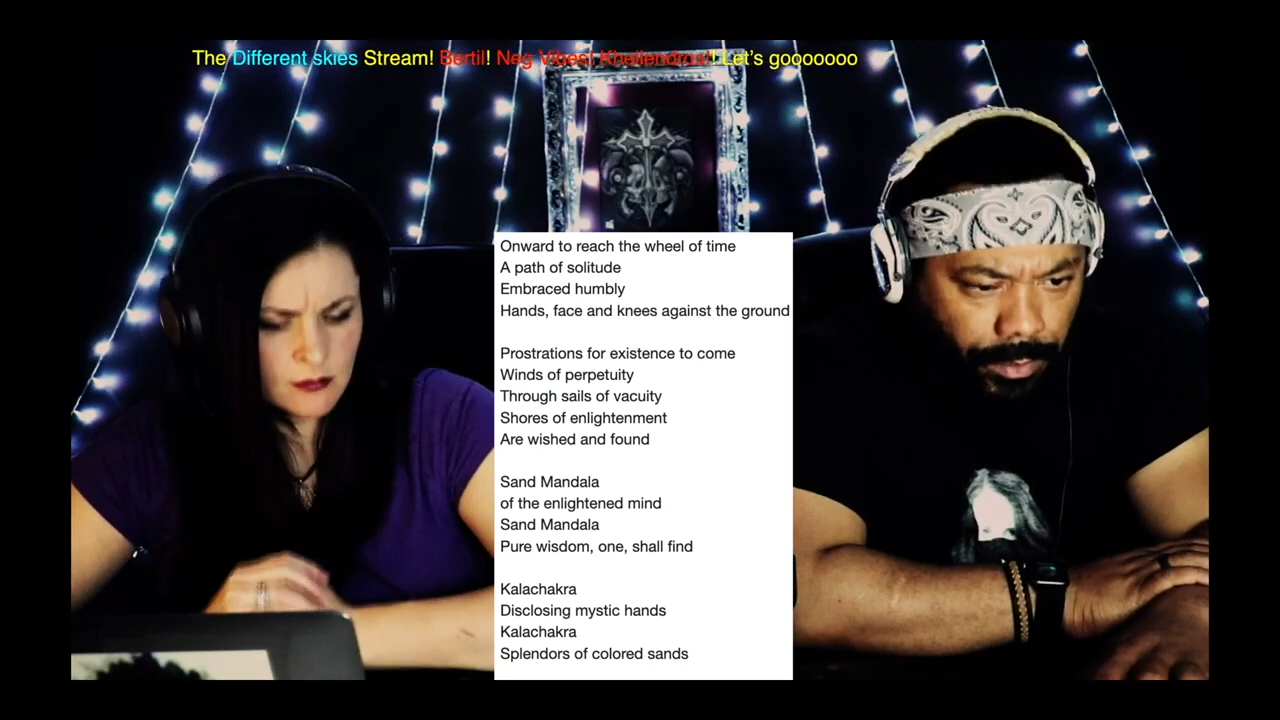 The Different skies Stream! Bertil! Neg Vibes! Khellendros!! Let's gooooooo
Onward to reach the wheel of time
A path of solitude
Embraced humbly
Hands, face and knees against the ground
Prostrations for existence to come
Winds of perpetuity
Through sails of vacuity
Shores of enlightenment
Are wished and found
Sand Mandala
of the enlightened mind
Sand Mandala
Pure wisdom, one, shall find
Kalachakra
Disclosing mystic hands
Kalachakra
Splendors of colored sands